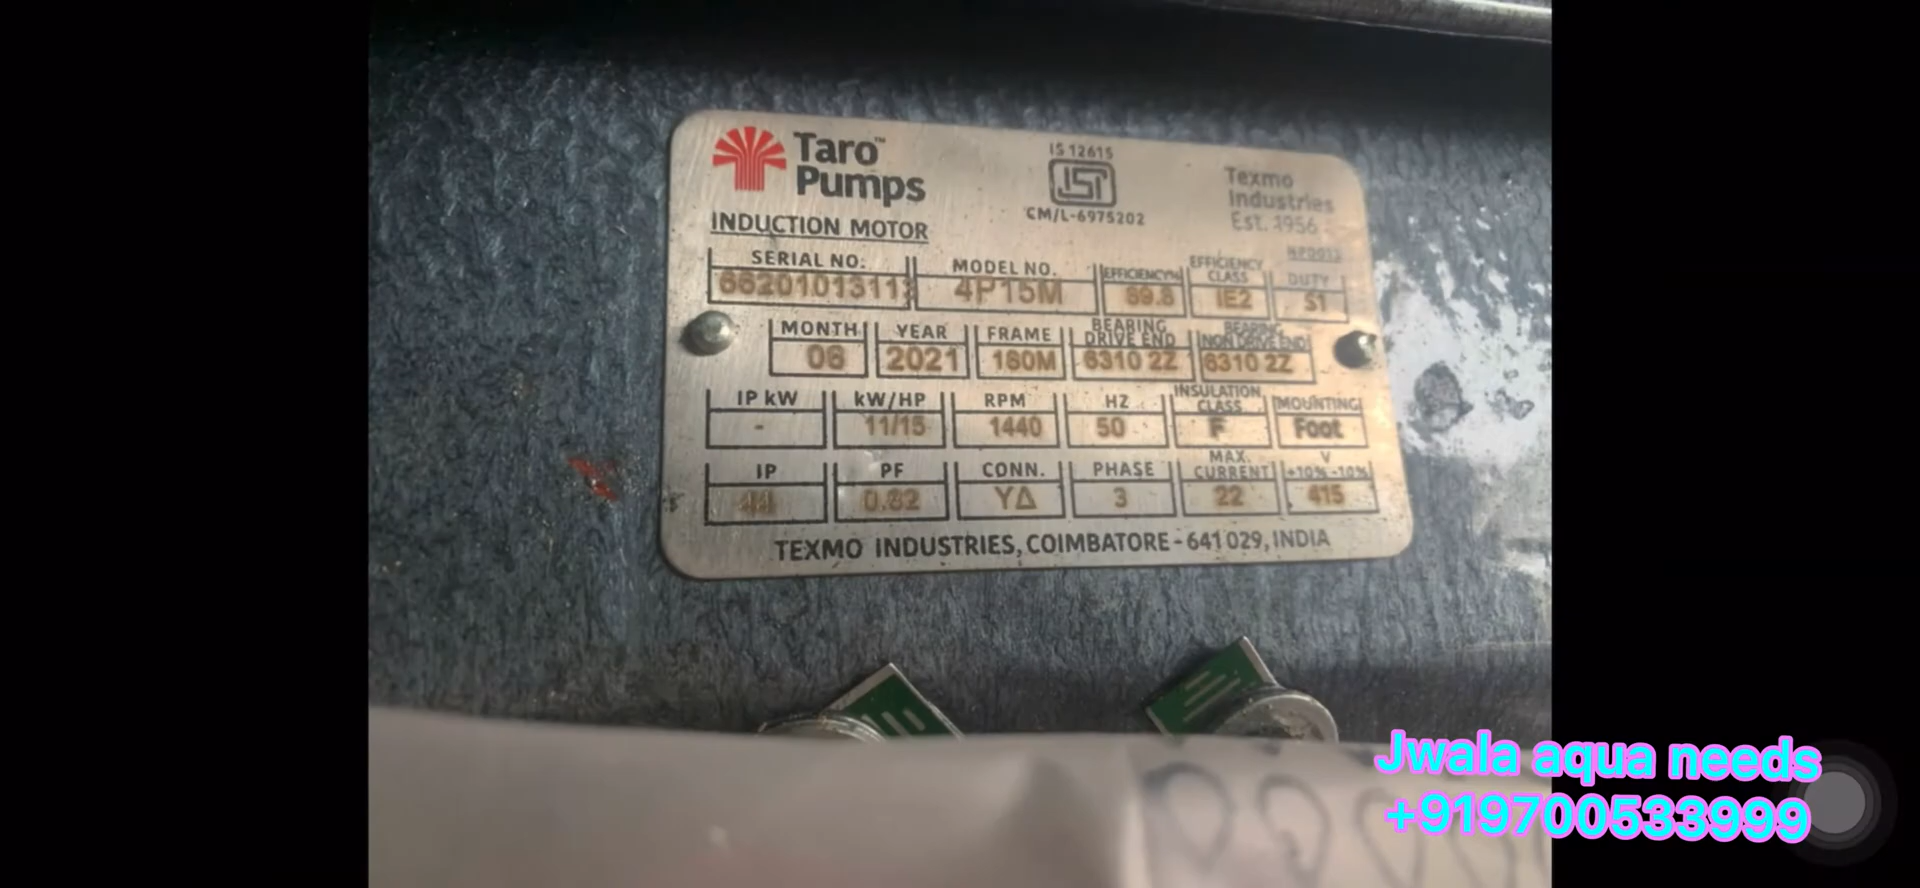 Taro™
Pumps
IS 12615
ISI
CM/L-6975202
Texmo
Industries
Est. 1956
INDUCTION MOTOR
SERIAL NO. MODEL NO. EFFICIENCY% EFFICIENCY CLASS DUTY
4P15M 89.8 IE2 S1
MONTH YEAR FRAME BEARING DRIVE END BEARING NON DRIVE END
06 2021 160M 6310 2Z 6310 2Z
IP kW kW/HP RPM HZ INSULATION CLASS MOUNTING
- 11/15 1440 50 F Foot
IP PF CONN. PHASE MAX. CURRENT V +10% -10%
44 0.82 YΔ 3 22 415
TEXMO INDUSTRIES, COIMBATORE - 641 029, INDIA
Jwala aqua needs
+919700533999